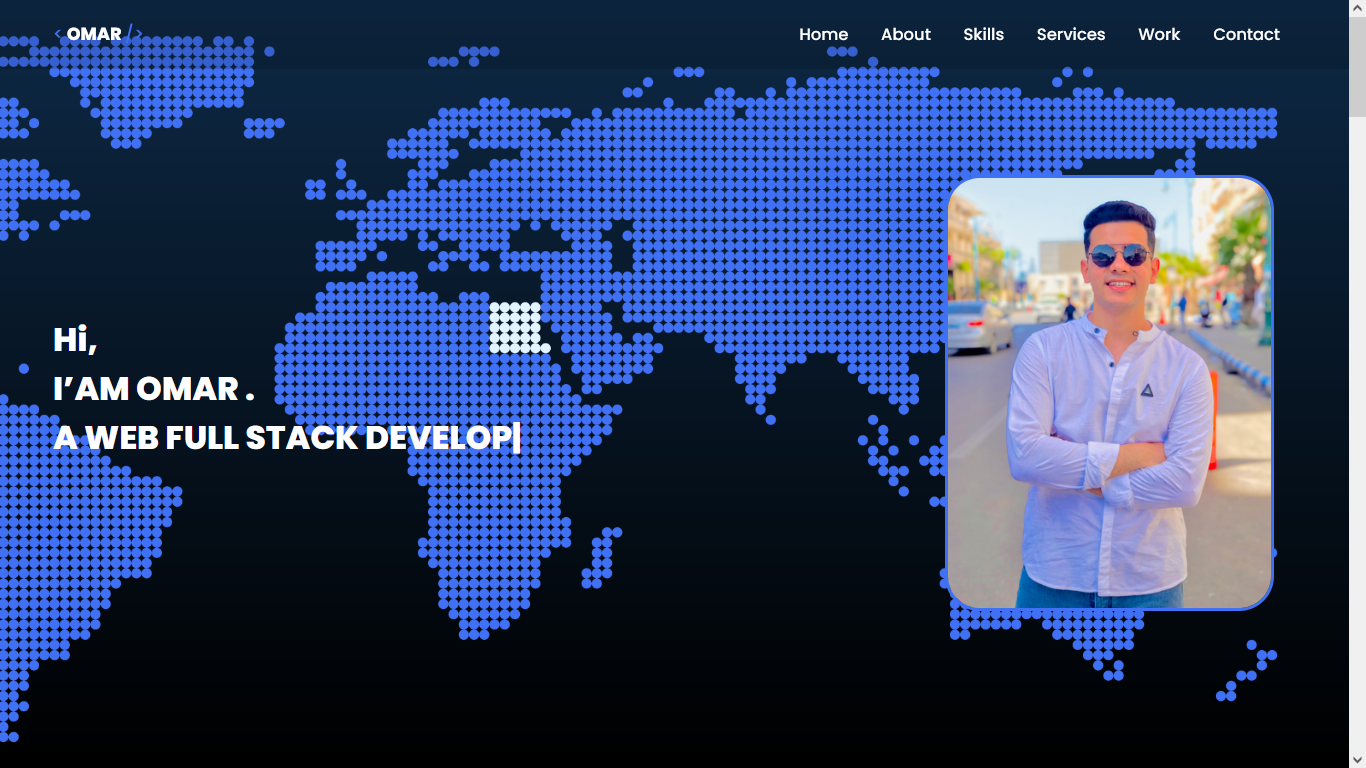 < OMAR />
Home About Skills Services Work Contact
Hi,
I’AM OMAR .
A WEB FULL STACK DEVELOP|